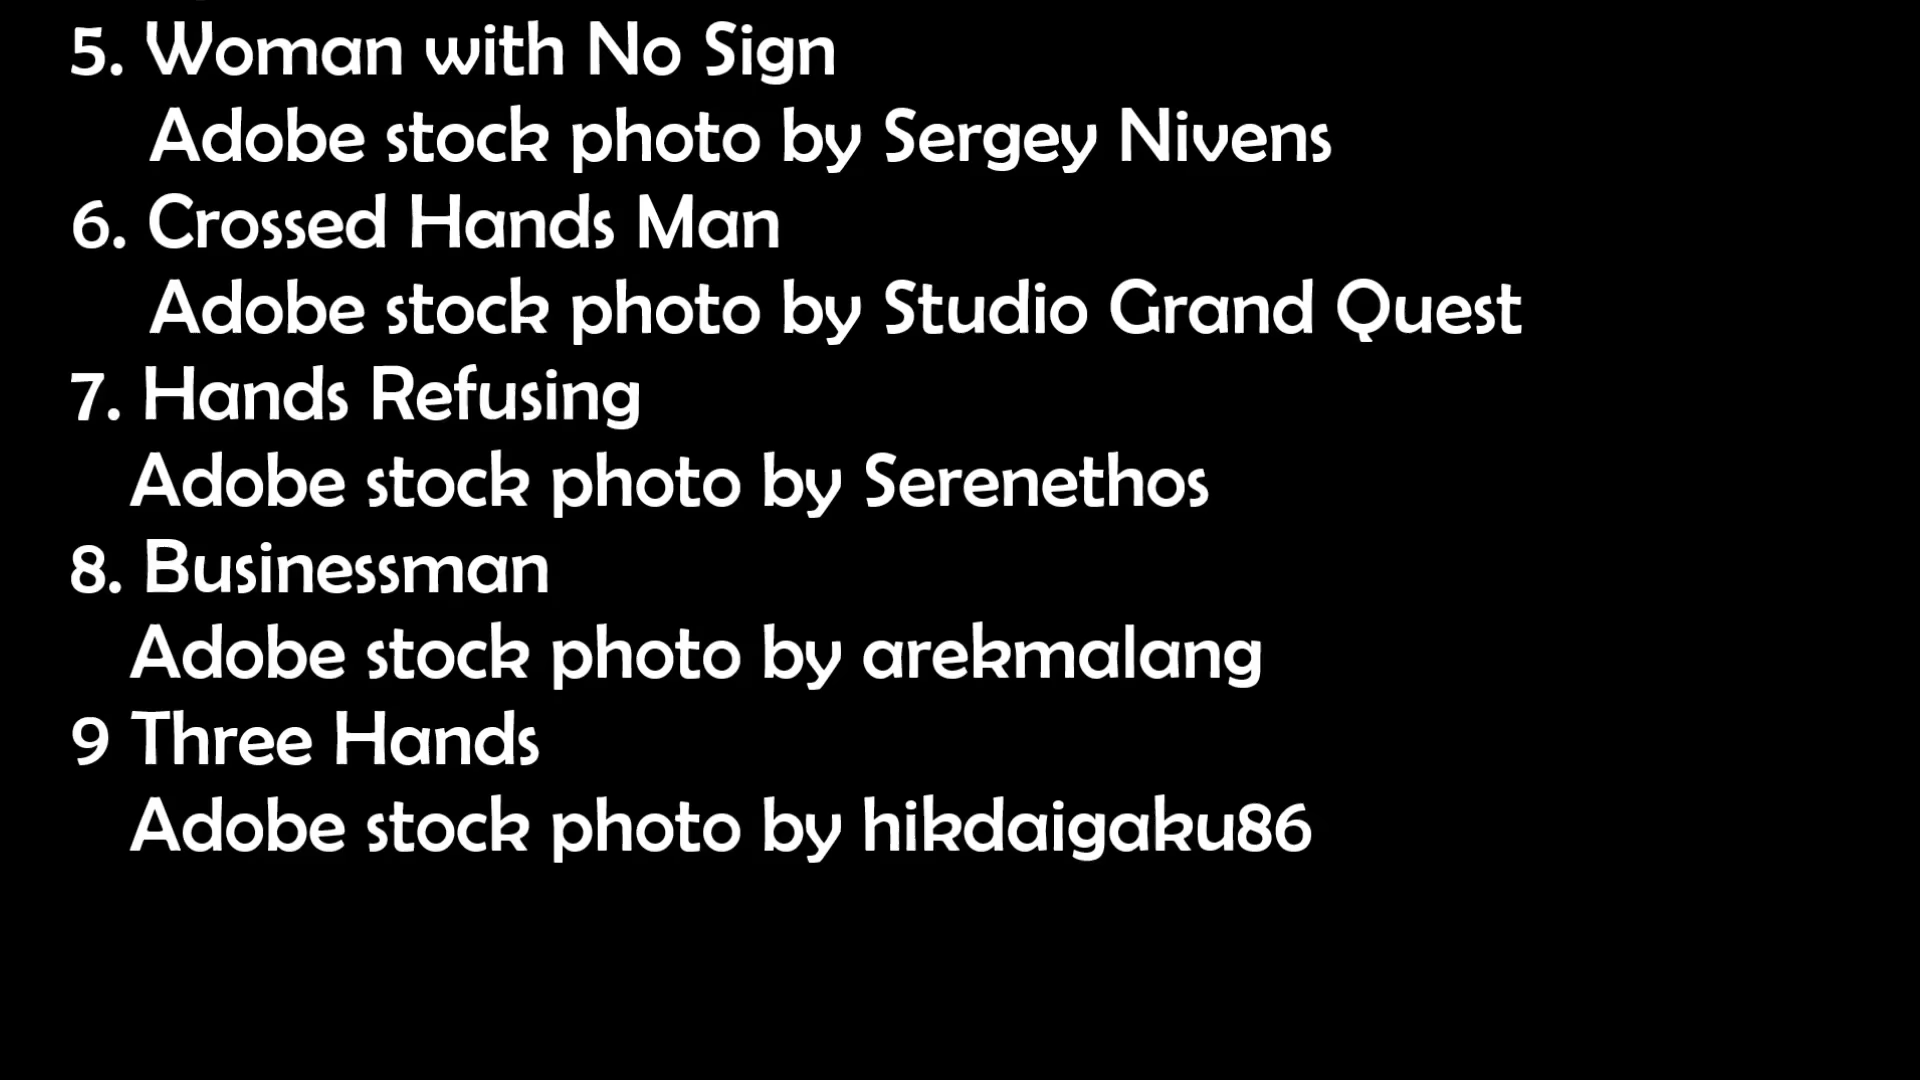 5. Woman with No Sign
Adobe stock photo by Sergey Nivens
6. Crossed Hands Man
Adobe stock photo by Studio Grand Quest
7. Hands Refusing
Adobe stock photo by Serenethos
8. Businessman
Adobe stock photo by arekmalang
9 Three Hands
Adobe stock photo by hikdaigaku86